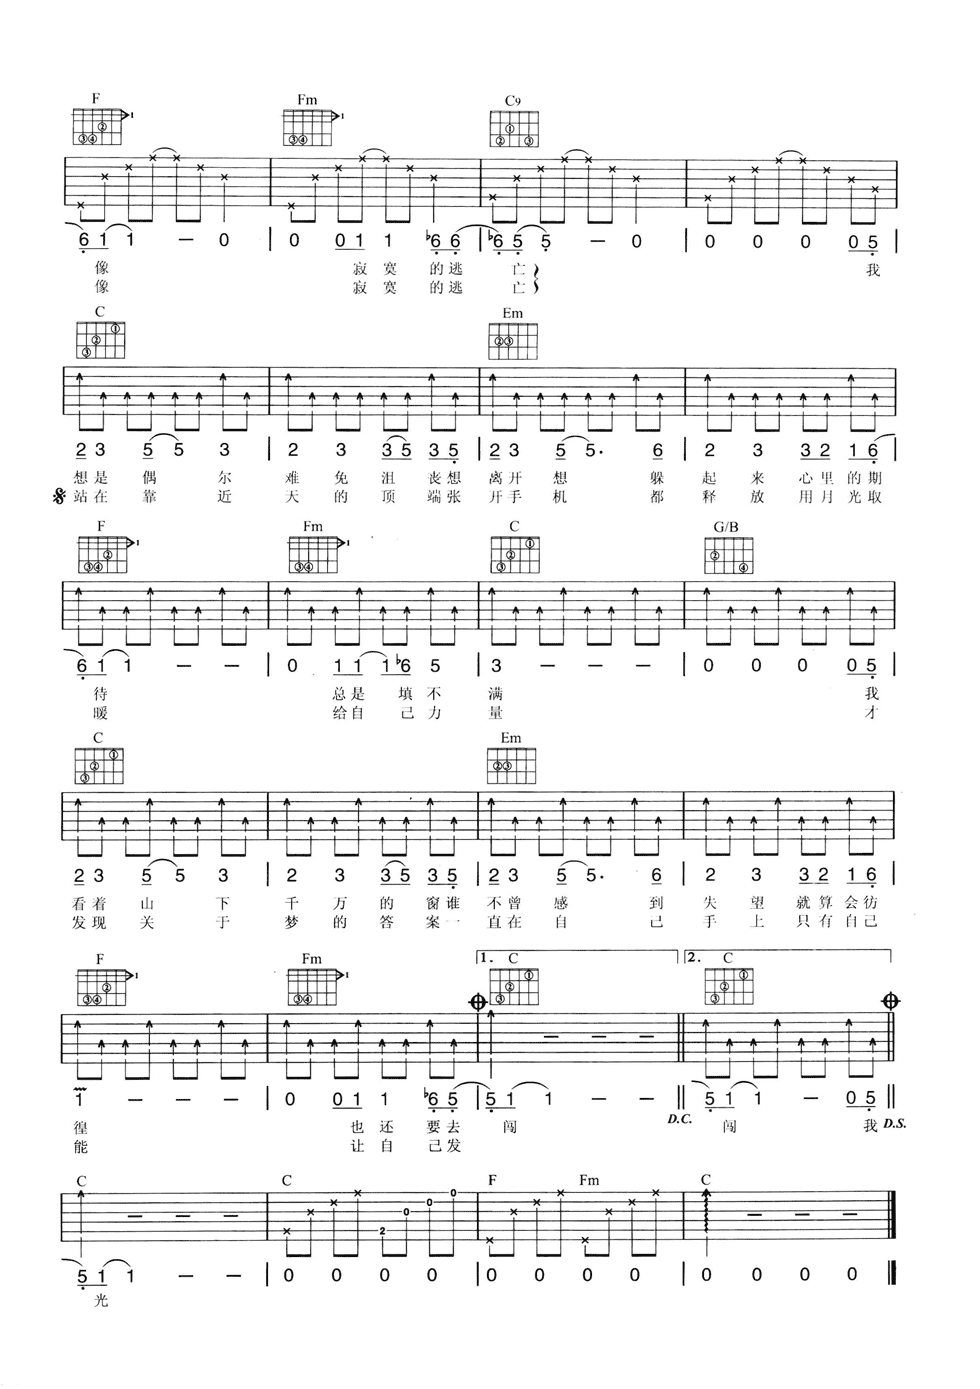 F Fm C9
6 1 1 — 0 | 0 0 1 1 ♭6 6 | ♭6 5 5 — 0 | 0 0 0 0 5 |
像 寂 寞 的 逃 亡
像 寂 寞 的 逃 亡
我
C Em
2 3 5 5 3 | 2 3 3 5 3 5 | 2 3 5 5· 6 | 2 3 3 2 1 6 |
想 是 偶 尔 难 免 沮 丧 想 离 开 想 躲 起 来 心 里 的 期
站 在 靠 近 天 的 顶 端 张 开 手 机 都 释 放 用 月 光 取
F Fm C G/B
6 1 1 — — | 0 1 1 1 ♭6 5 | 3 — — — | 0 0 0 0 5 |
待 总 是 填 不 满 我
暖 给 自 己 力 量 才
C Em
2 3 5 5 3 | 2 3 3 5 3 5 | 2 3 5 5· 6 | 2 3 3 2 1 6 |
看 着 山 下 千 万 的 窗 谁 不 曾 感 到 失 望 就 算 会 彷
发 现 关 于 梦 的 答 案 一 直 在 自 己 手 上 只 有 自 己
F Fm 1. C 2. C
1 — — — | 0 0 1 1 ♭6 5 | 5 1 1 — — || 5 1 1 — 0 5 ||
D.C. D.S.
徨 也 还 要 去 闯 闯 我
能 让 自 己 发
C C F Fm C
2 0 0 0
5 1 1 — — | 0 0 0 0 | 0 0 0 0 | 0 0 0 0
光